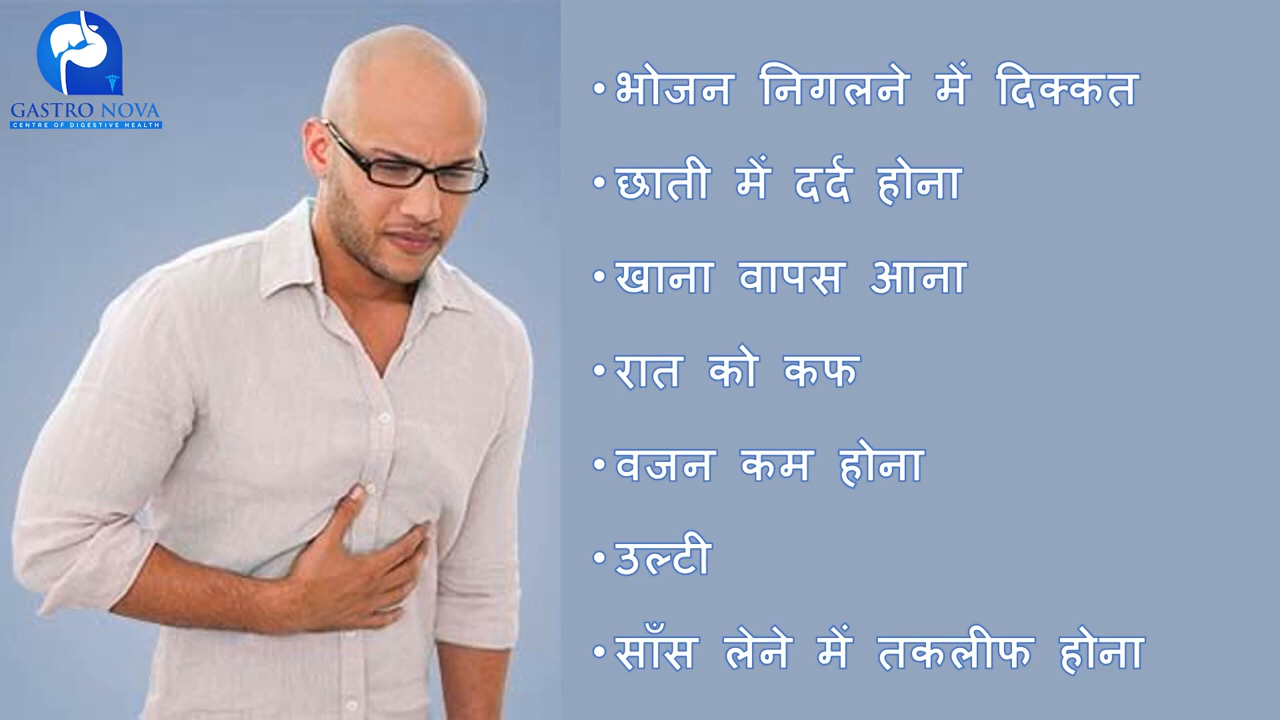 GASTRO NOVA
CENTRE OF DIGESTIVE HEALTH
• भोजन निगलने में दिक्कत
• छाती में दर्द होना
• खाना वापस आना
• रात को कफ
• वजन कम होना
• उल्टी
• साँस लेने में तकलीफ होना